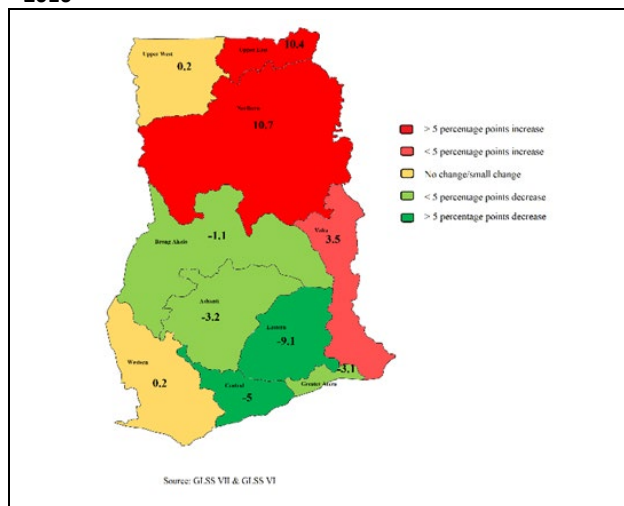 Upper West
0.2
Upper East
10.4
Northern
10.7
> 5 percentage points increase
< 5 percentage points increase
No change/small change
< 5 percentage points decrease
> 5 percentage points decrease
Volta
3.5
Brong Ahafo
-1.1
Ashanti
-3.2
Eastern
-9.1
Western
0.2
Central
-5
Greater Accra
-3.1
Source: GLSS VII & GLSS VI